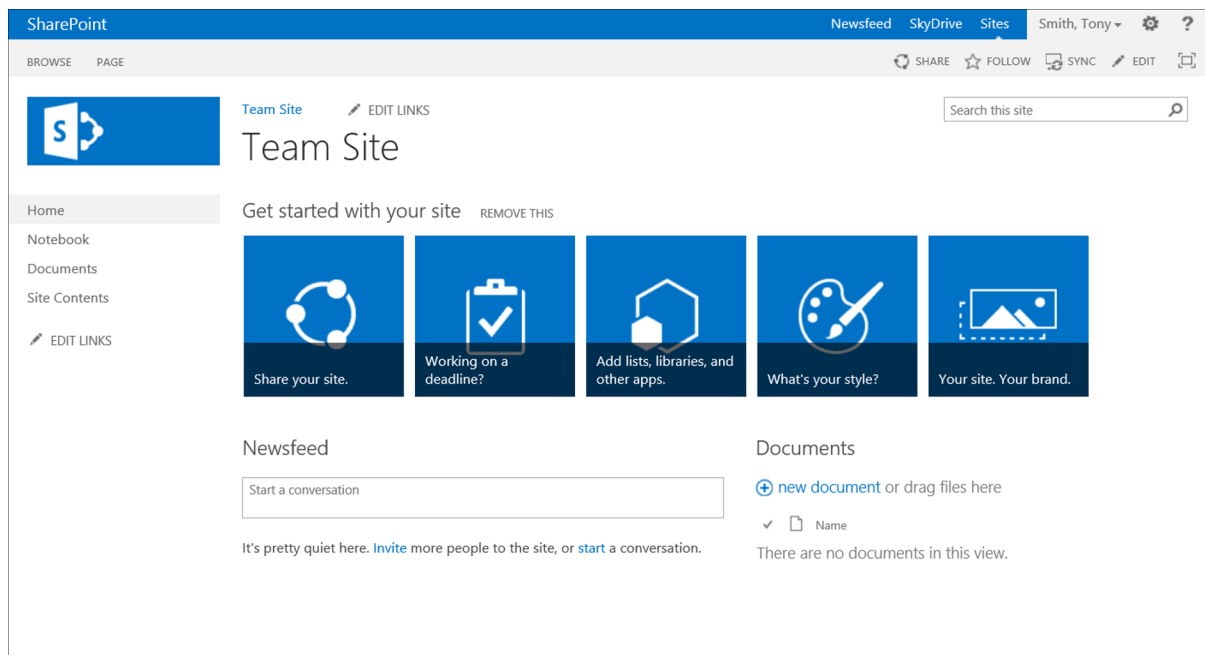 SharePoint
Newsfeed SkyDrive Sites Smith, Tony ?
BROWSE PAGE
SHARE FOLLOW SYNC EDIT
S
Team Site EDIT LINKS
Search this site
Team Site
Home
Notebook
Documents
Site Contents
EDIT LINKS
Get started with your site REMOVE THIS
Share your site.
Working on a
deadline?
Add lists, libraries, and
other apps.
What's your style?
Your site. Your brand.
Newsfeed
Start a conversation
It's pretty quiet here. Invite more people to the site, or start a conversation.
Documents
new document or drag files here
Name
There are no documents in this view.